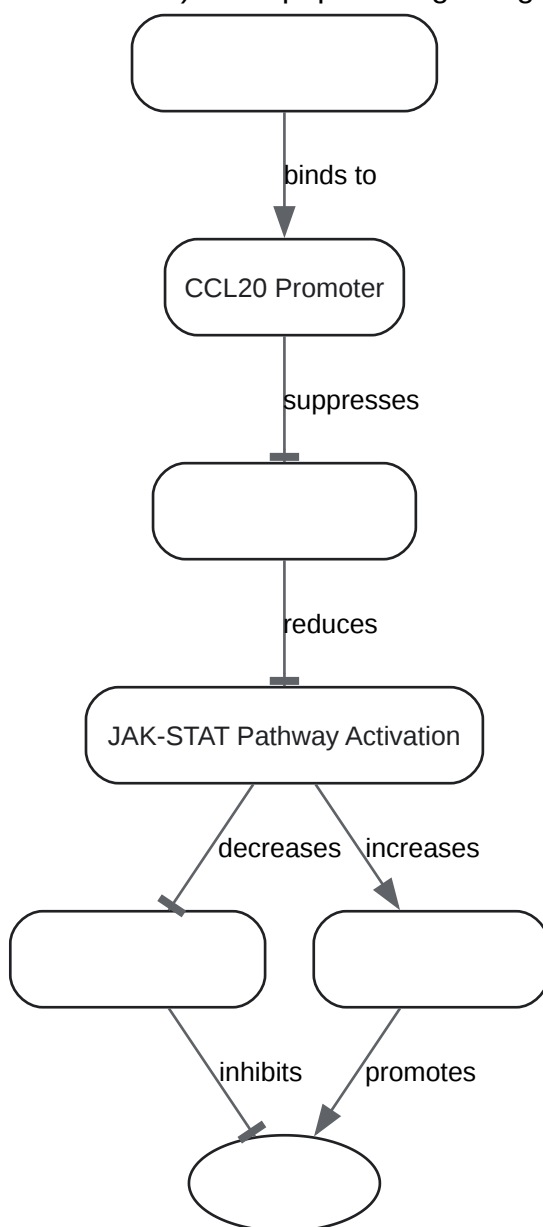 binds to
CCL20 Promoter
suppresses
reduces
JAK-STAT Pathway Activation
decreases
increases
inhibits
promotes